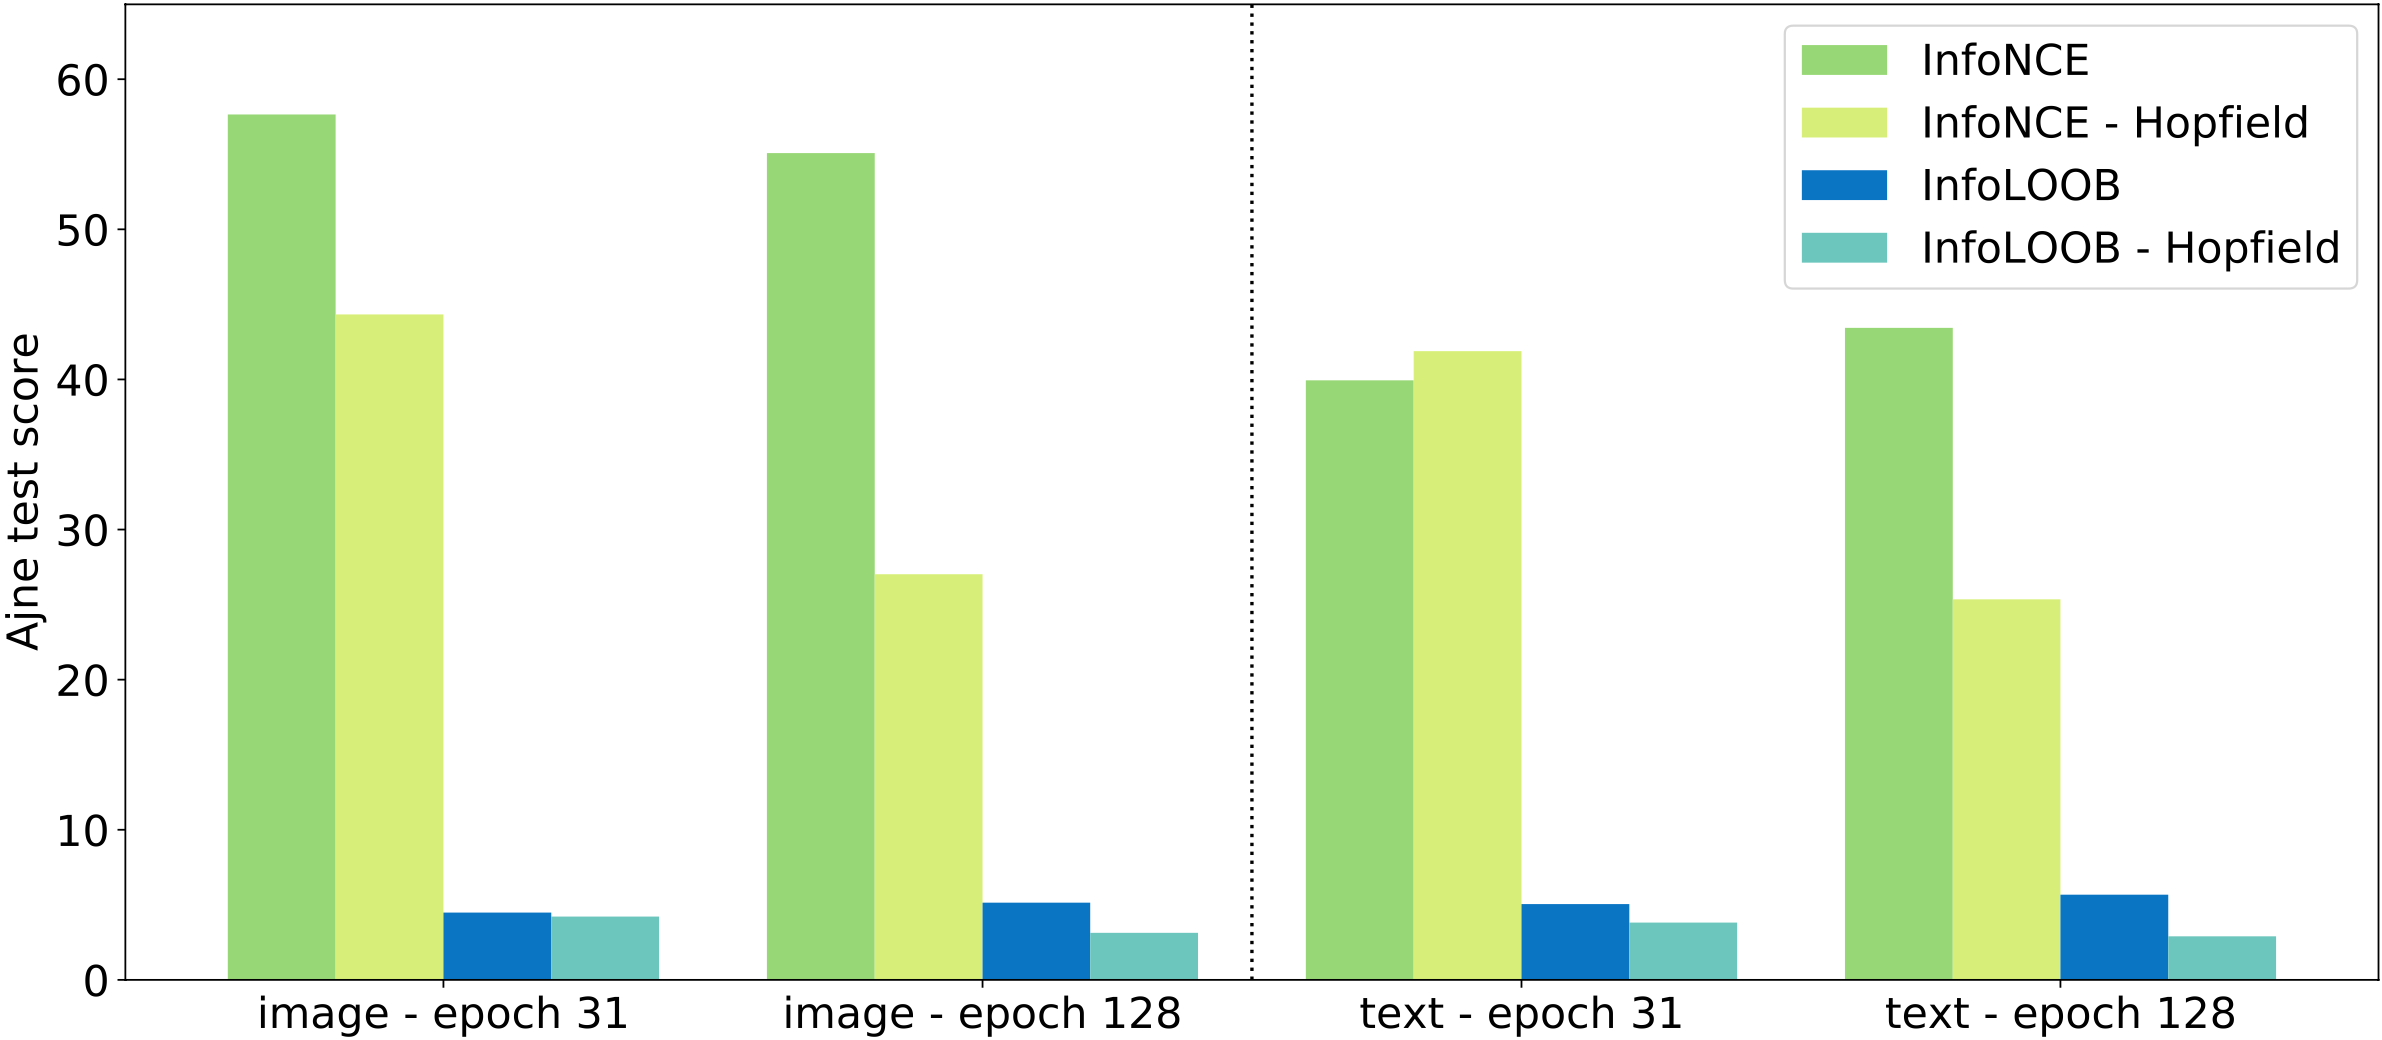 Ajne test score
60
50
40
30
20
10
0
InfoNCE
InfoNCE - Hopfield
InfoLOOB
InfoLOOB - Hopfield
image - epoch 31
image - epoch 128
text - epoch 31
text - epoch 128